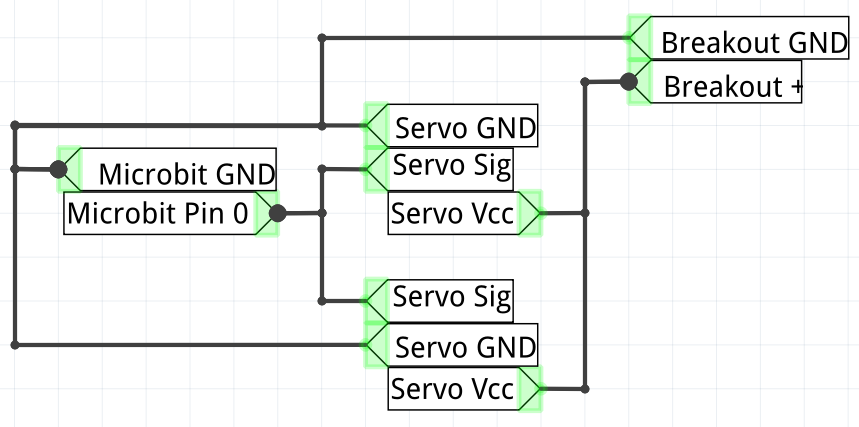 Breakout GND
Breakout +
Servo GND
Servo Sig
Microbit GND
Microbit Pin 0
Servo Vcc
Servo Sig
Servo GND
Servo Vcc